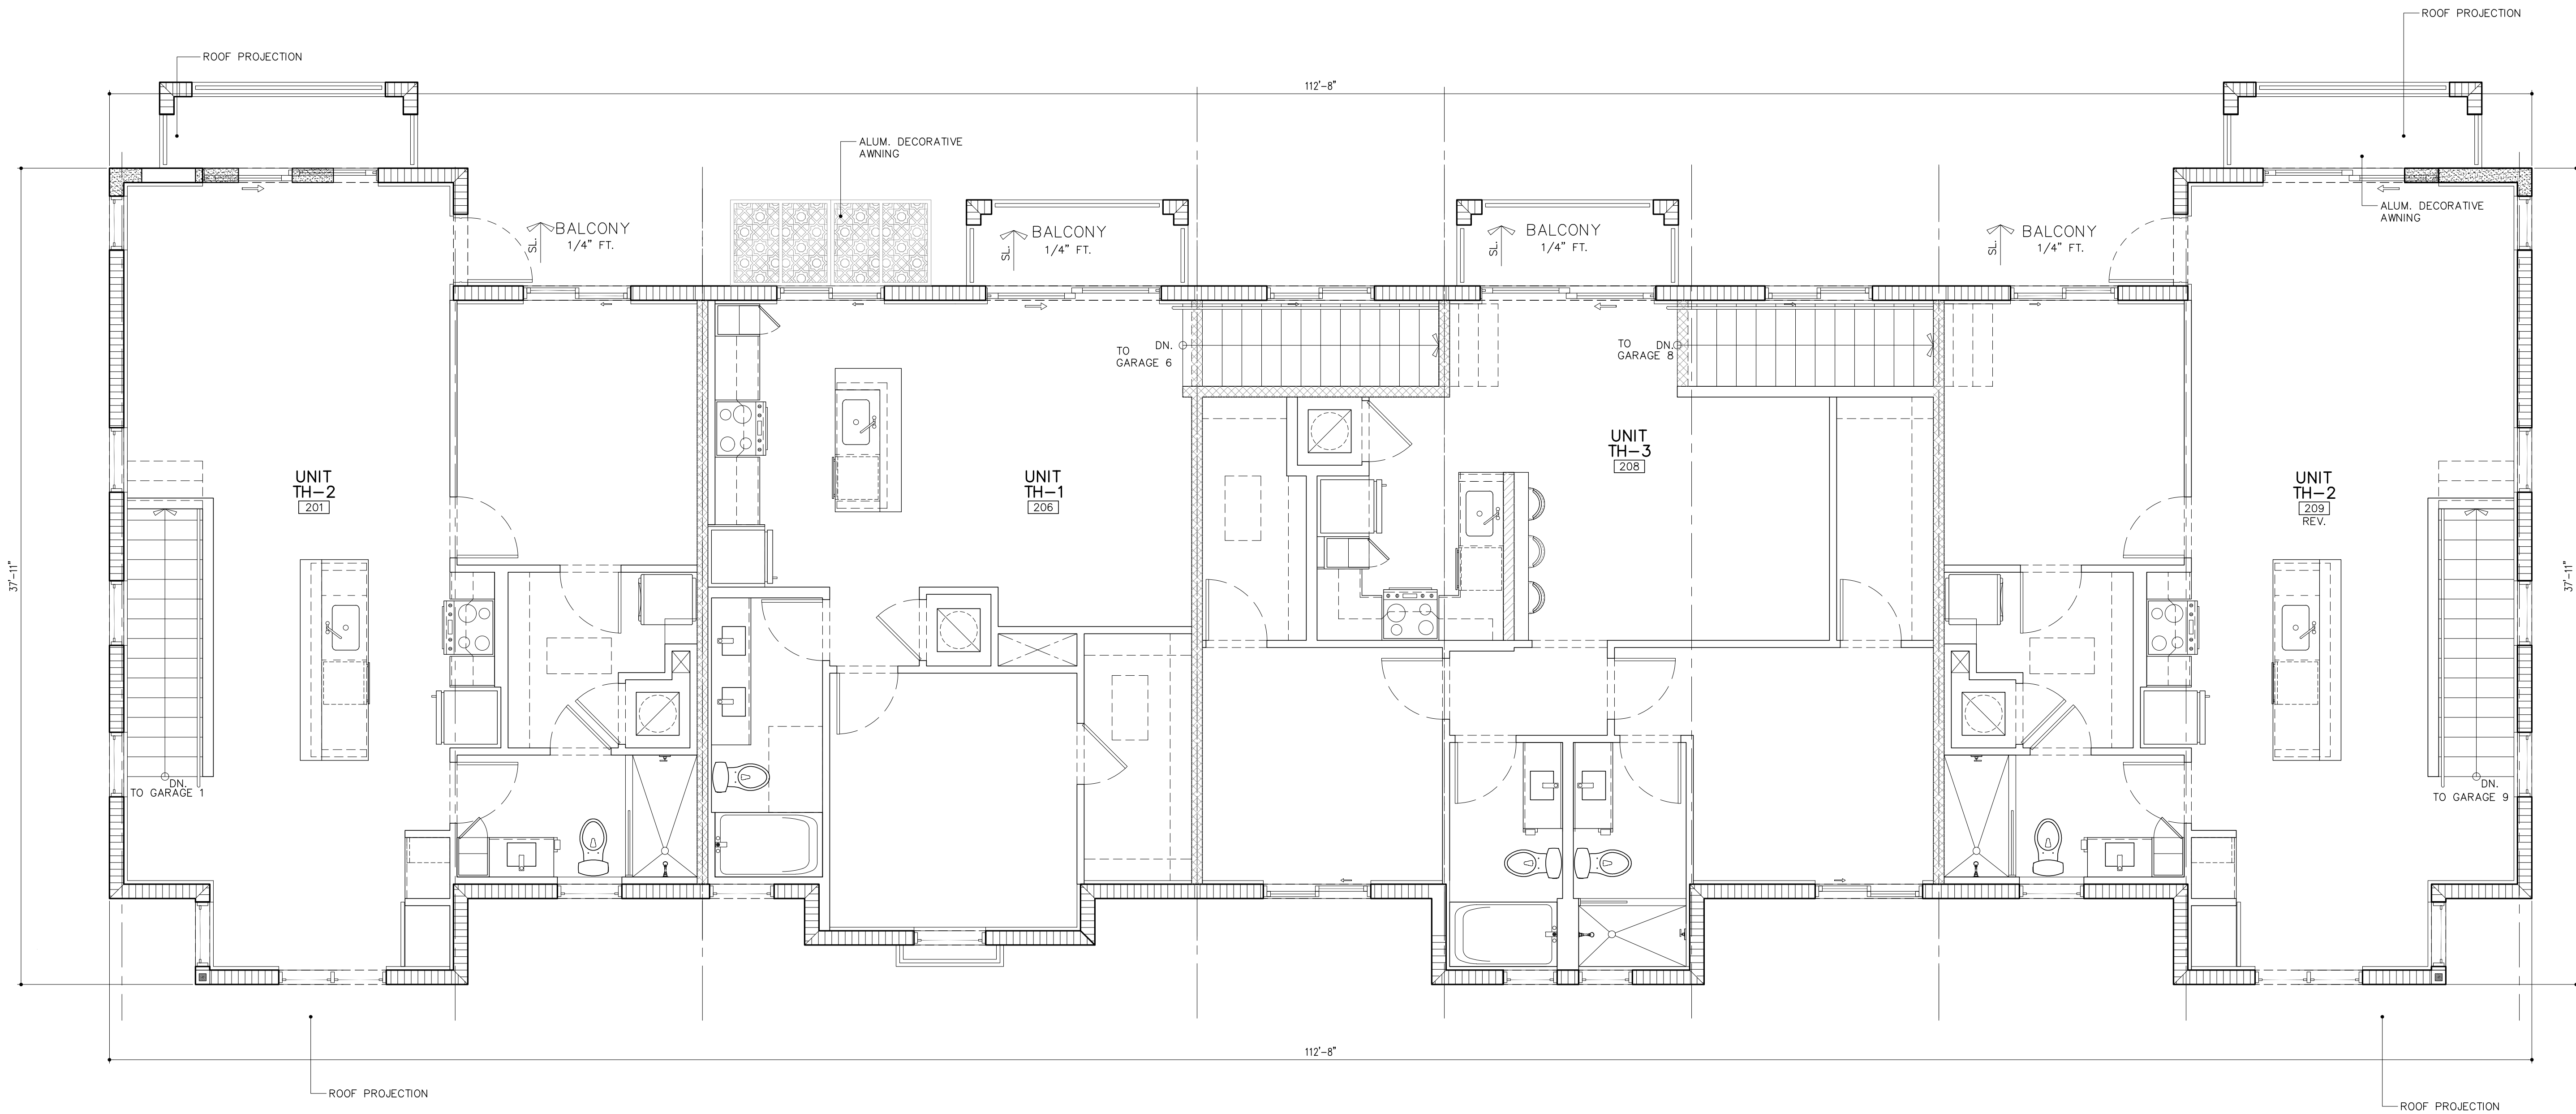 ROOF PROJECTION
ROOF PROJECTION
112'-8"
ALUM. DECORATIVE
AWNING
ALUM. DECORATIVE
AWNING
SL.
BALCONY
1/4" FT.
SL.
BALCONY
1/4" FT.
SL.
BALCONY
1/4" FT.
SL.
BALCONY
1/4" FT.
TO
GARAGE 6
DN.
TO
GARAGE 8
DN.
UNIT
TH-2
201
UNIT
TH-1
206
UNIT
TH-3
208
UNIT
TH-2
209
REV.
37'-11"
37'-11"
DN.
TO GARAGE 1
DN.
TO GARAGE 9
112'-8"
ROOF PROJECTION
ROOF PROJECTION